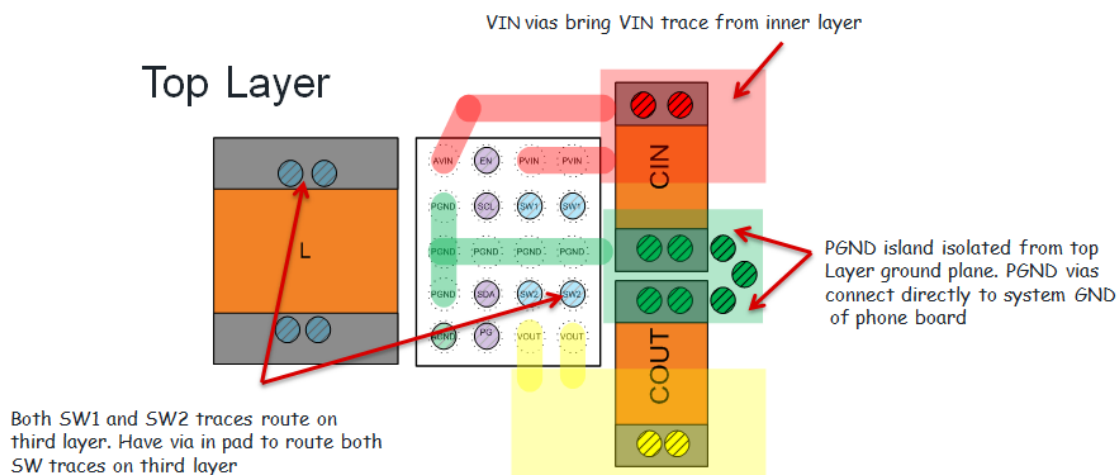 VIN vias bring VIN trace from inner layer
Top Layer
AVIN EN PVIN PVIN
CIN
PGND SCL SW1 SW1
L
PGND PGND PGND PGND
PGND island isolated from top
Layer ground plane. PGND vias
connect directly to system GND
of phone board
PGND SDA SW2 SW2
AGND PG VOUT VOUT
COUT
Both SW1 and SW2 traces route on
third layer. Have via in pad to route both
SW traces on third layer